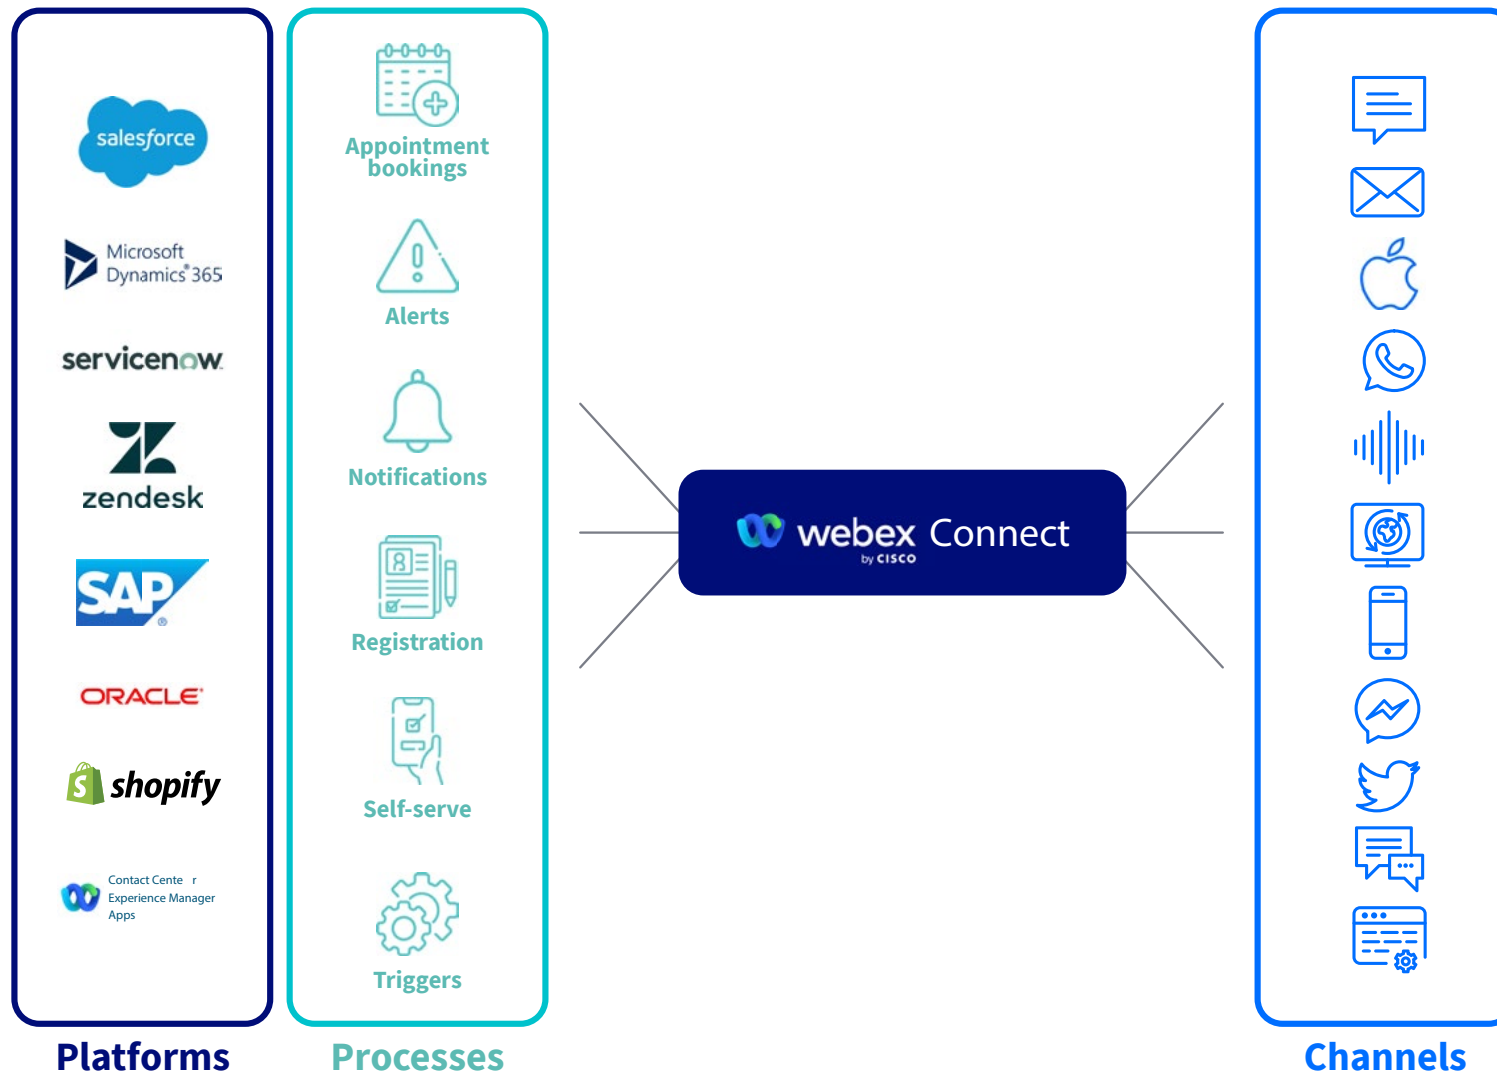 salesforce
Microsoft
Dynamics® 365
servicenow
zendesk
SAP
®
ORACLE
S shopify
Contact Cente r
Experience Manager
Apps
Platforms
Appointment
bookings
Alerts
Notifications
Registration
Self-serve
Triggers
Processes
webex Connect
by CISCO
Channels